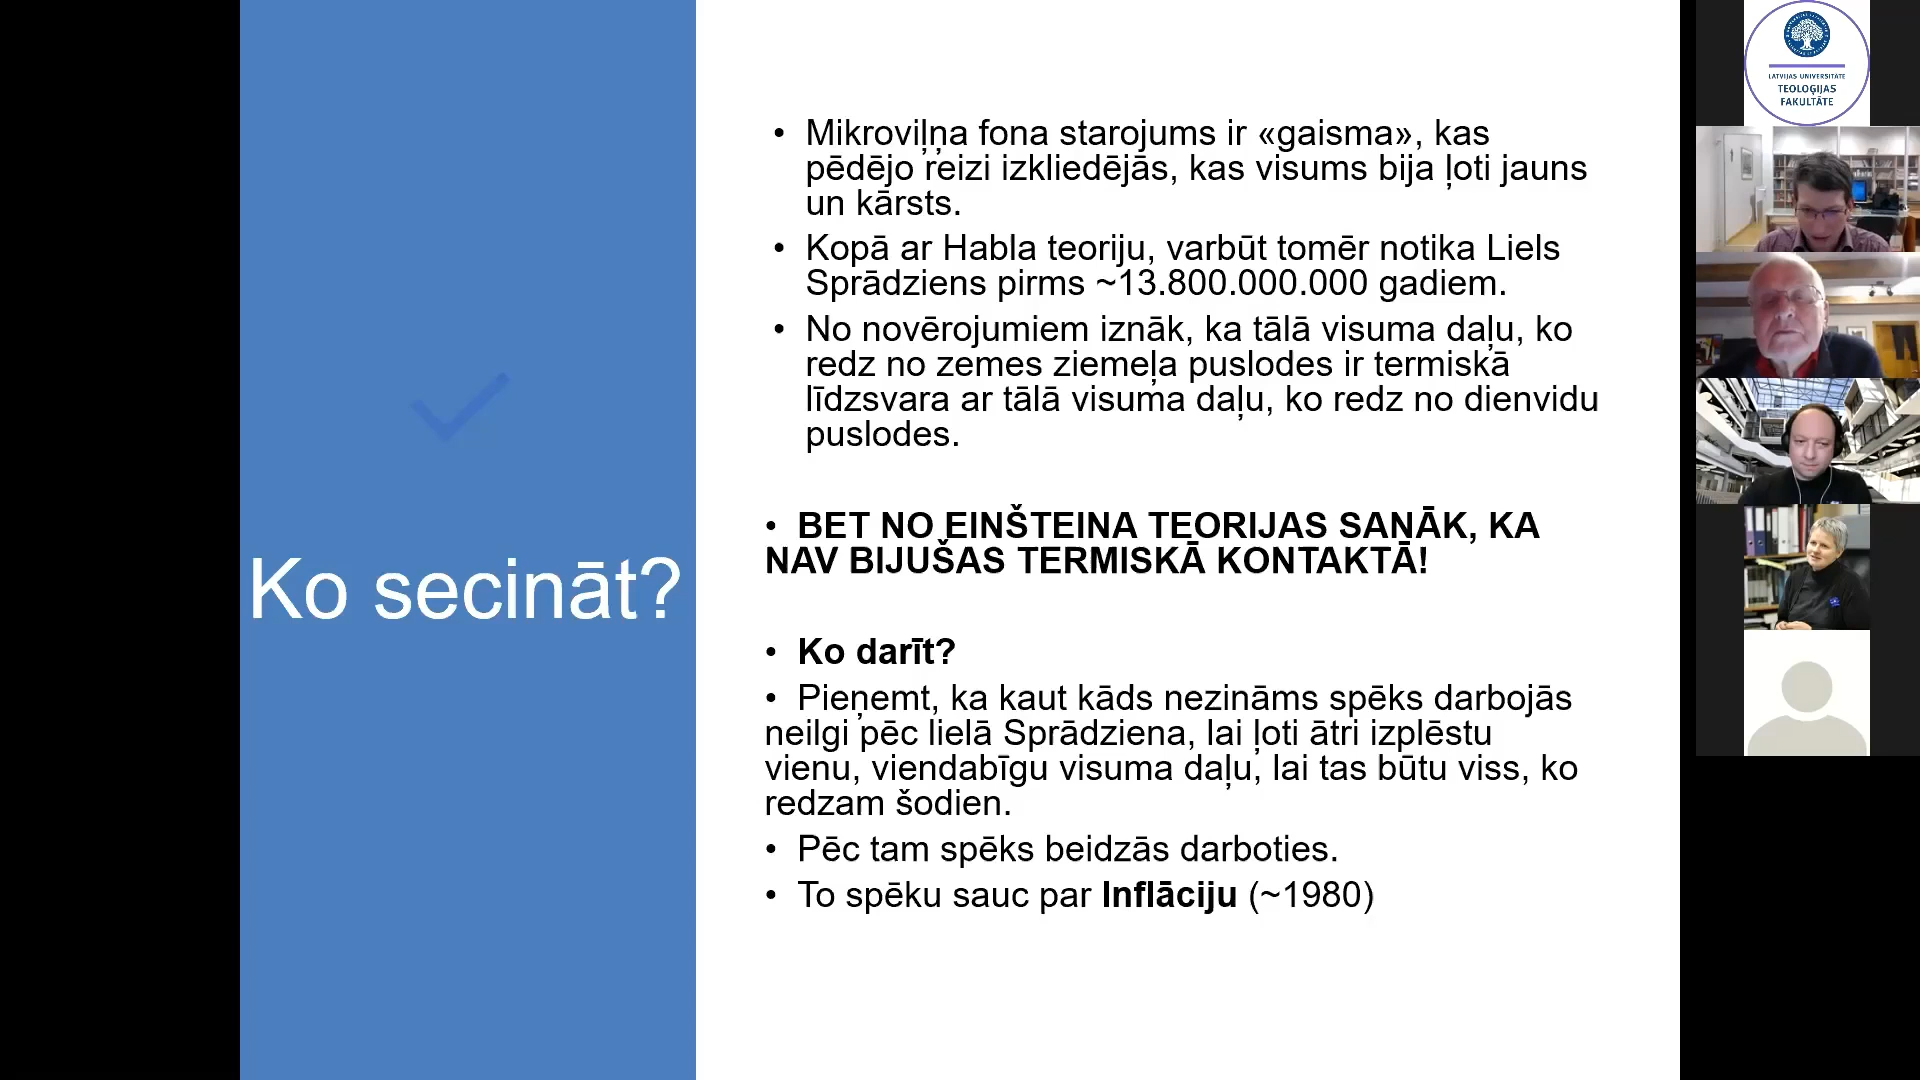 Ko secināt?
• Mikroviļņa fona starojums ir «gaisma», kas
pēdējo reizi izkliedējās, kas visums bija ļoti jauns
un kārsts.
• Kopā ar Habla teoriju, varbūt tomēr notika Liels
Sprādziens pirms ~13.800.000.000 gadiem.
• No novērojumiem iznāk, ka tālā visuma daļu, ko
redz no zemes ziemeļa puslodes ir termiskā
līdzsvara ar tālā visuma daļu, ko redz no dienvidu
puslodes.
• BET NO EINŠTEINA TEORIJAS SANĀK, KA
NAV BIJUŠAS TERMISKĀ KONTAKTĀ!
• Ko darīt?
• Pieņemt, ka kaut kāds nezināms spēks darbojās
neilgi pēc lielā Sprādziena, lai ļoti ātri izplēstu
vienu, viendabīgu visuma daļu, lai tas būtu viss, ko
redzam šodien.
• Pēc tam spēks beidzās darboties.
• To spēku sauc par Inflāciju (~1980)
LATVIJAS UNIVERSITĀTE
TEOLOĢIJAS
FAKULTĀTE